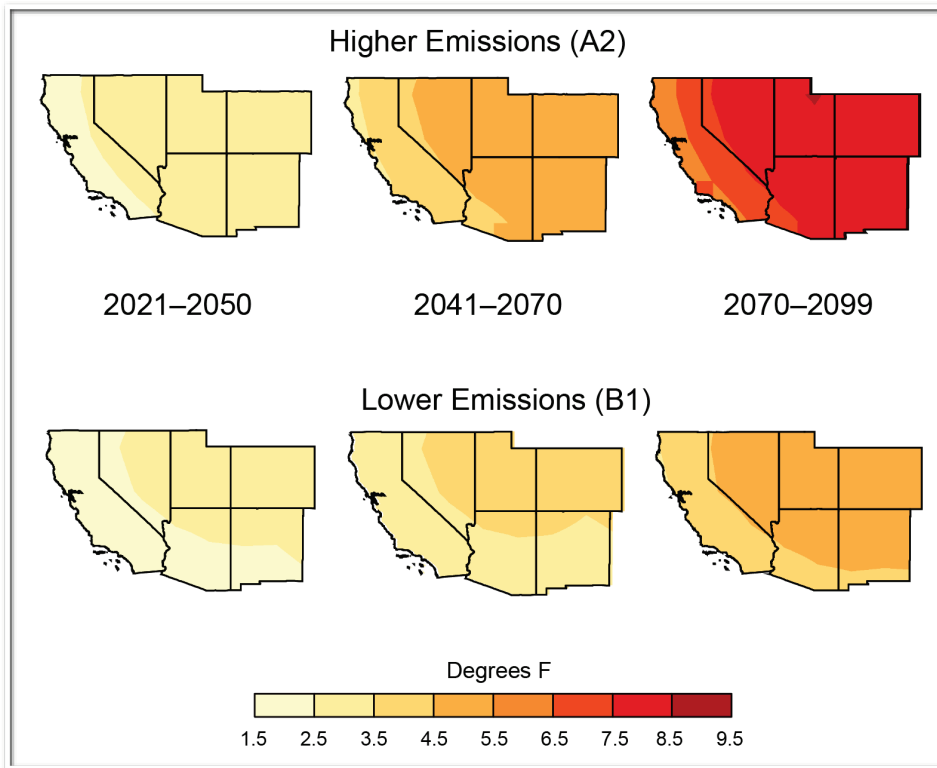 Higher Emissions (A2)
2021–2050 2041–2070 2070–2099
Lower Emissions (B1)
Degrees F
1.5 2.5 3.5 4.5 5.5 6.5 7.5 8.5 9.5